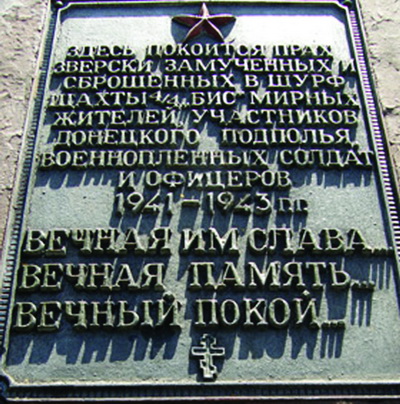 ЗДЕСЬ ПОКОИТСЯ ПРАХ
ЗВЕРСКИ ЗАМУЧЕННЫХ И
СБРОШЕННЫХ В ШУРФ
ШАХТЫ 4/4 „БИС" МИРНЫХ
ЖИТЕЛЕЙ, УЧАСТНИКОВ
ДОНЕЦКОГО ПОДПОЛЬЯ,
ВОЕННОПЛЕННЫХ СОЛДАТ
И ОФИЦЕРОВ
1941–1943 г.г.
ВЕЧНАЯ ИМ СЛАВА...
ВЕЧНАЯ ПАМЯТЬ...
ВЕЧНЫЙ ПОКОЙ...